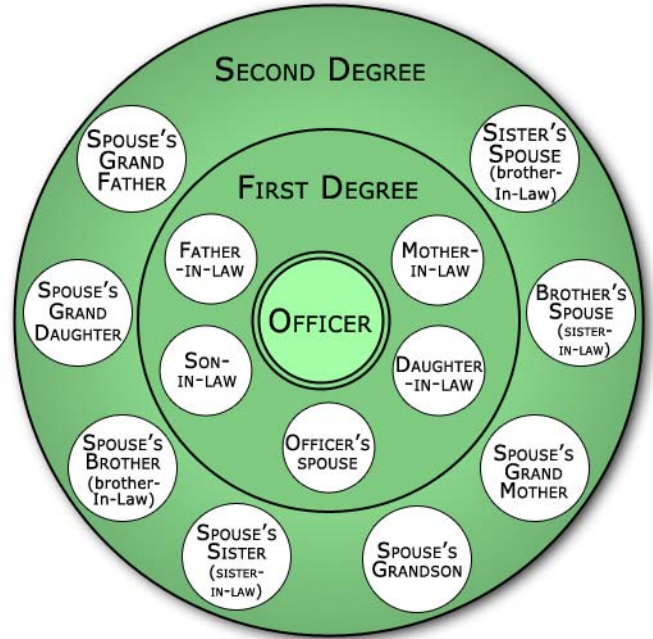 SECOND DEGREE
SPOUSE'S
GRAND
FATHER
SISTER'S
SPOUSE
(brother-
In-Law)
FIRST DEGREE
FATHER
-IN-LAW
MOTHER-
IN-LAW
OFFICER
SPOUSE'S
GRAND
DAUGHTER
BROTHER'S
SPOUSE
(SISTER-
IN-LAW)
SON-
IN-LAW
DAUGHTER
-IN-LAW
OFFICER'S
SPOUSE
SPOUSE'S
BROTHER
(brother-
In-Law)
SPOUSE'S
GRAND
MOTHER
SPOUSE'S
SISTER
(SISTER-
IN-LAW)
SPOUSE'S
GRANDSON